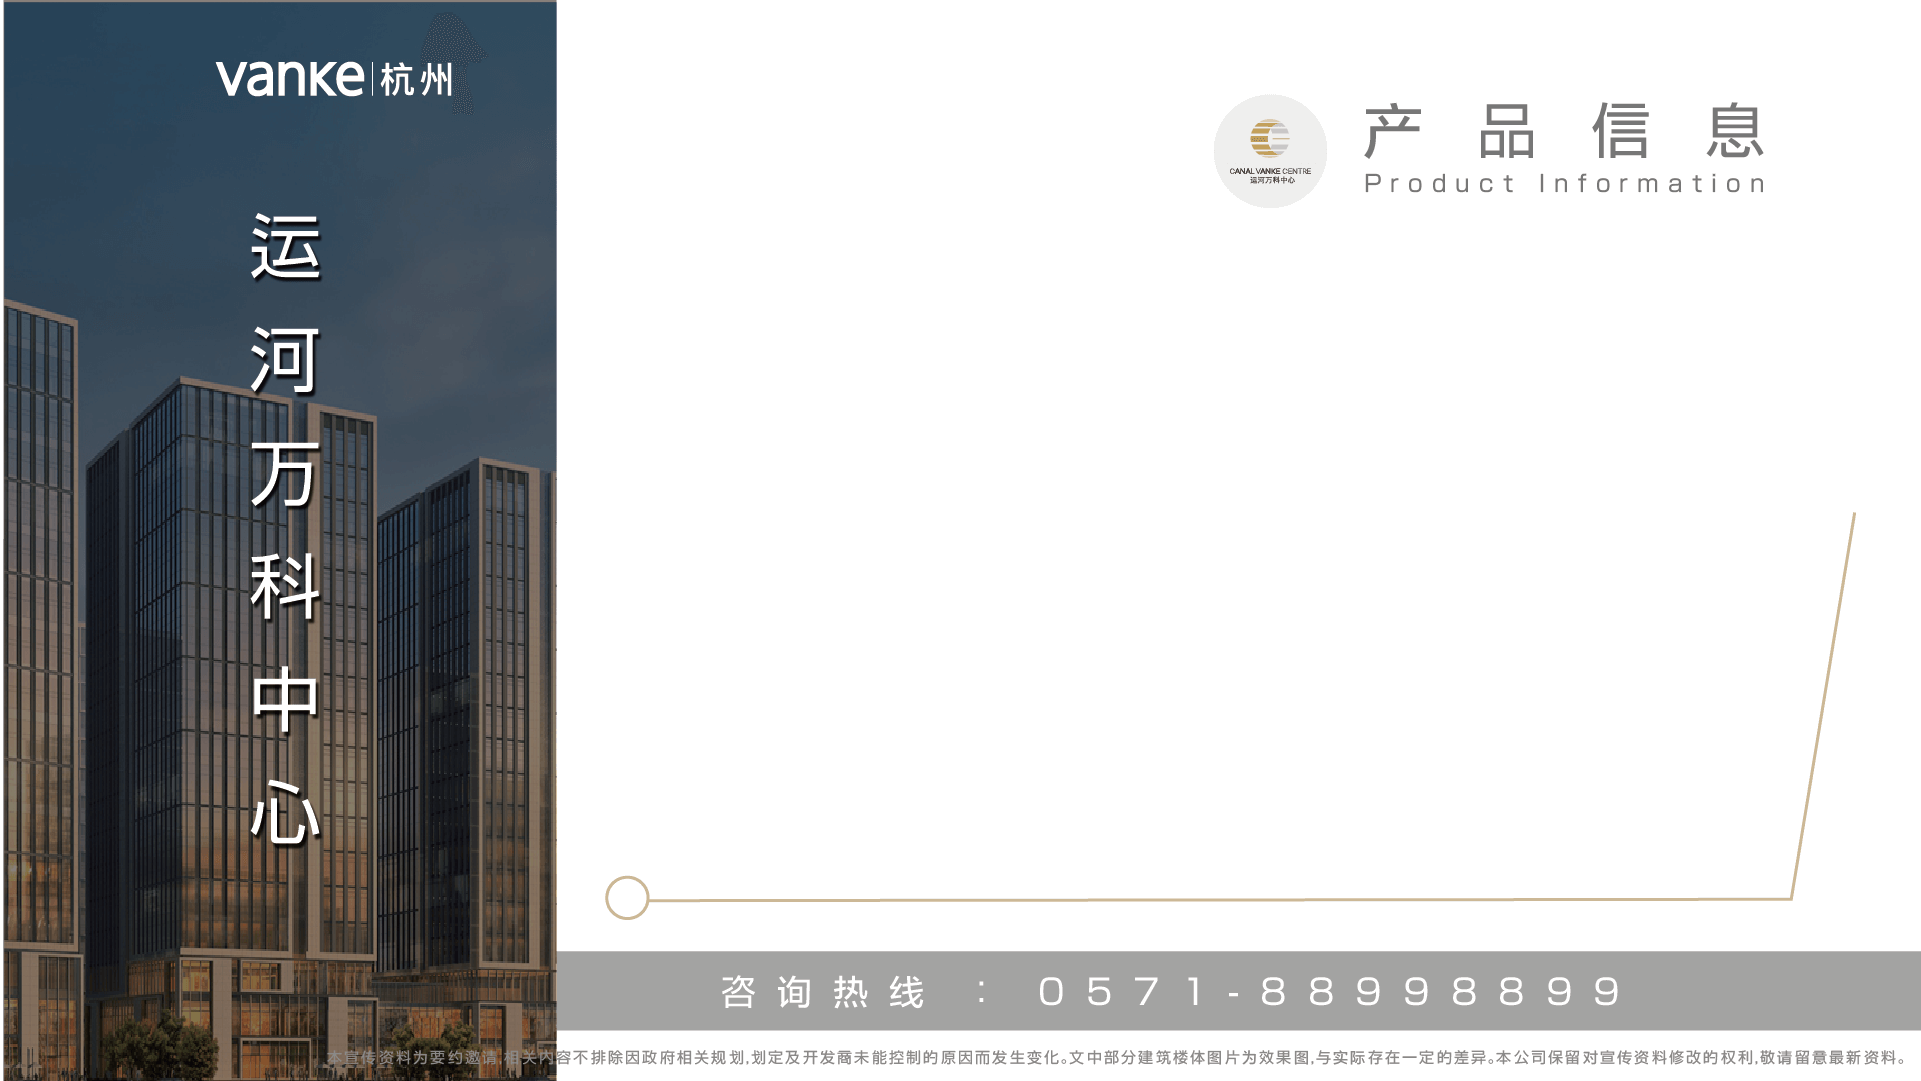 vanke 杭州
运河万科中心
CANAL VANKE CENTRE
运河万科中心
产品信息
Product Information
咨询热线 : 0571-88998899
本宣传资料为要约邀请,相关内容不排除因政府相关规划,划定及开发商未能控制的原因而发生变化。文中部分建筑楼体图片为效果图,与实际存在一定的差异。本公司保留对宣传资料修改的权利,敬请留意最新资料。